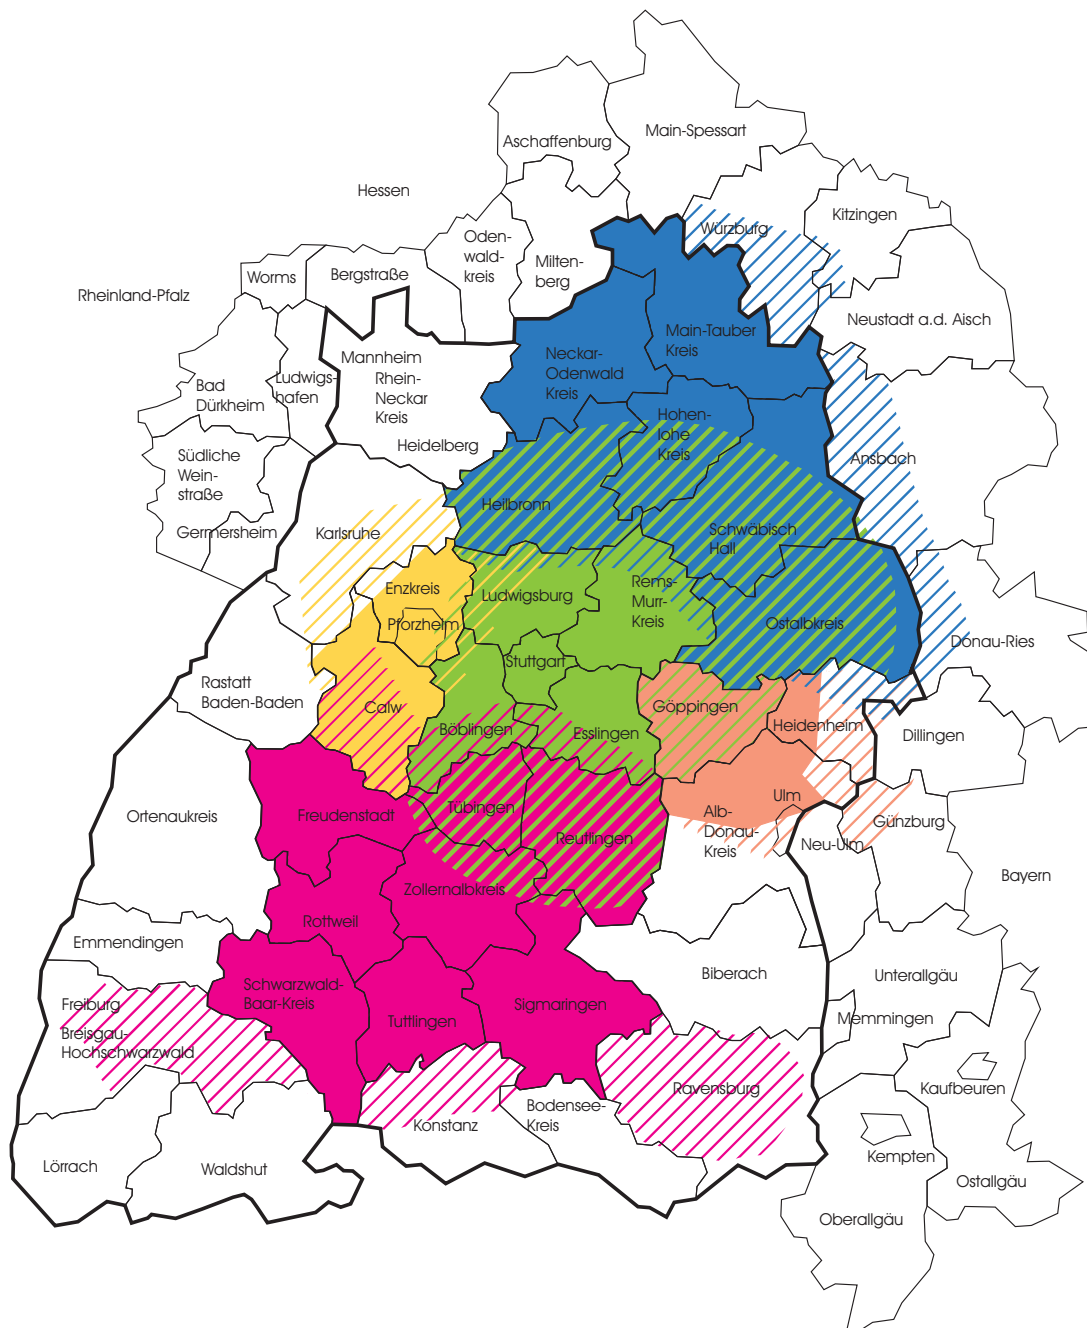 Main-Spessart
Aschaffenburg
Hessen
Kitzingen
Würzburg
Oden-
wald-
kreis
Milten-
berg
Bergstraße
Worms
Rheinland-Pfalz
Neustadt a.d. Aisch
Main-Tauber
Kreis
Neckar-
Odenwald
Kreis
Mannheim
Rhein-
Neckar
Kreis
Heidelberg
Ludwigs-
hafen
Bad
Dürkheim
Hohen-
lohe
Kreis
Ansbach
Südliche
Wein-
straße
Germersheim
Karlsruhe
Heilbronn
Schwäbisch
Hall
Enzkreis
Pforzheim
Ludwigsburg
Rems-
Murr-
Kreis
Ostalbkreis
Donau-Ries
Stuttgart
Rastatt
Baden-Baden
Calw
Böblingen
Esslingen
Göppingen
Heidenheim
Dillingen
Ortenaukreis
Freudenstadt
Tübingen
Reutlingen
Alb-
Donau-
Kreis
Ulm
Neu-Ulm
Günzburg
Bayern
Zollernalbkreis
Rottweil
Emmendingen
Biberach
Unterallgäu
Memmingen
Schwarzwald-
Baar-Kreis
Tuttlingen
Sigmaringen
Freiburg
Breisgau-
Hochschwarzwald
Ravensburg
Kaufbeuren
Konstanz
Bodensee-
Kreis
Kempten
Lörrach
Waldshut
Ostallgäu
Oberallgäu